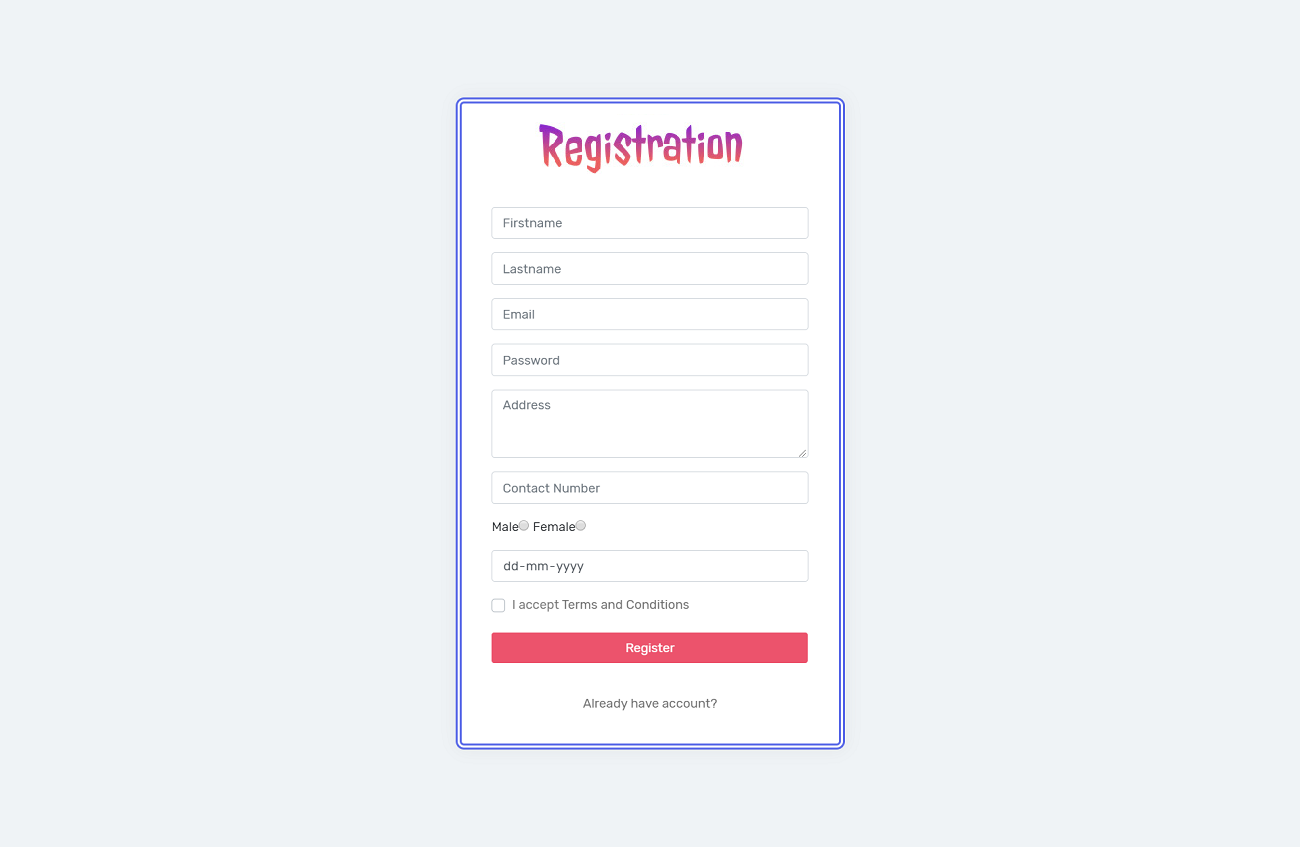 Registration
Firstname
Lastname
Email
Password
Address
Contact Number
Male Female
dd-mm-yyyy
I accept Terms and Conditions
Register
Already have account?